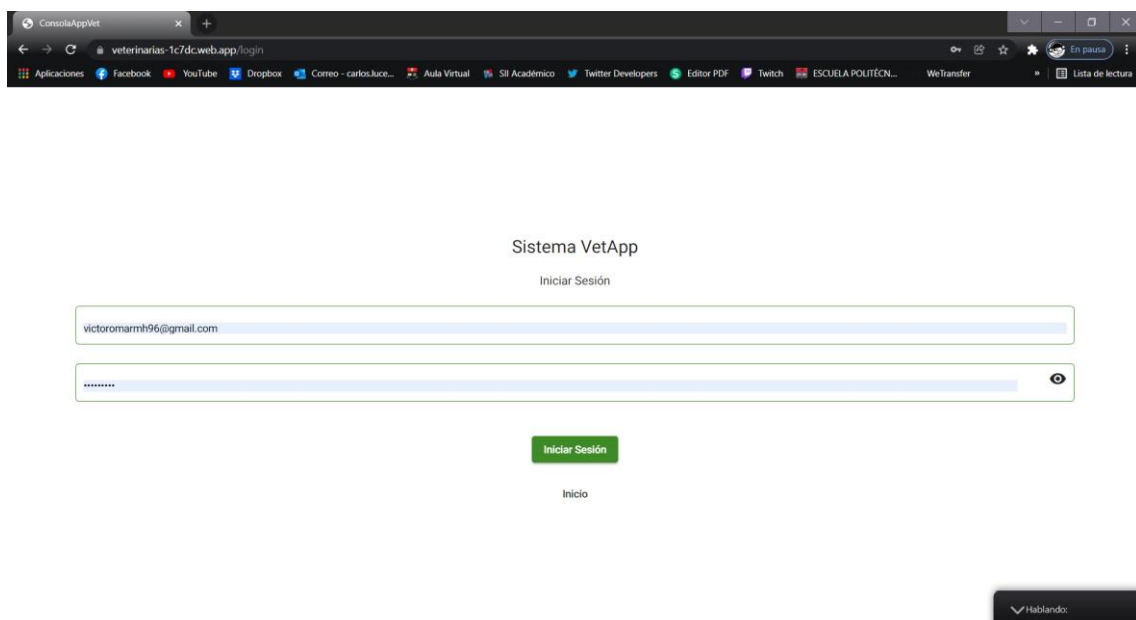 ConsolaAppVet
veterinarias-1c7dc.web.app/login
En pausa
Aplicaciones Facebook YouTube Dropbox Correo - carlos.luce... Aula Virtual SII Académico Twitter Developers Editor PDF Twitch ESCUELA POLITÉCN... WeTransfer » Lista de lectura
Sistema VetApp
Iniciar Sesión
victoromarmh96@gmail.com
•••••••••
Iniciar Sesión
Inicio
Hablando: